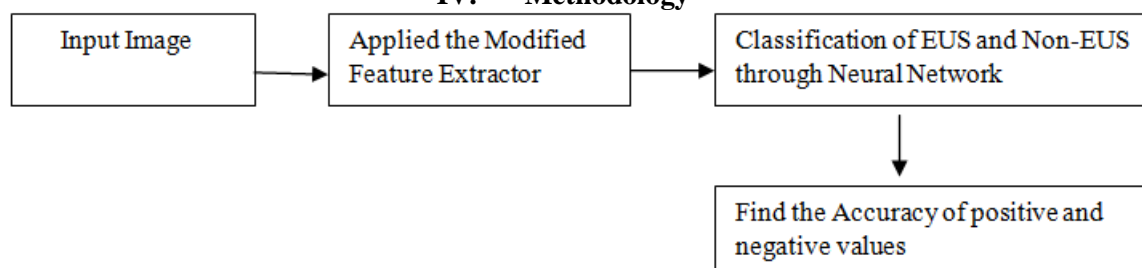 IV. Methodology
Input Image
Applied the Modified
Feature Extractor
Classification of EUS and Non-EUS
through Neural Network
Find the Accuracy of positive and
negative values